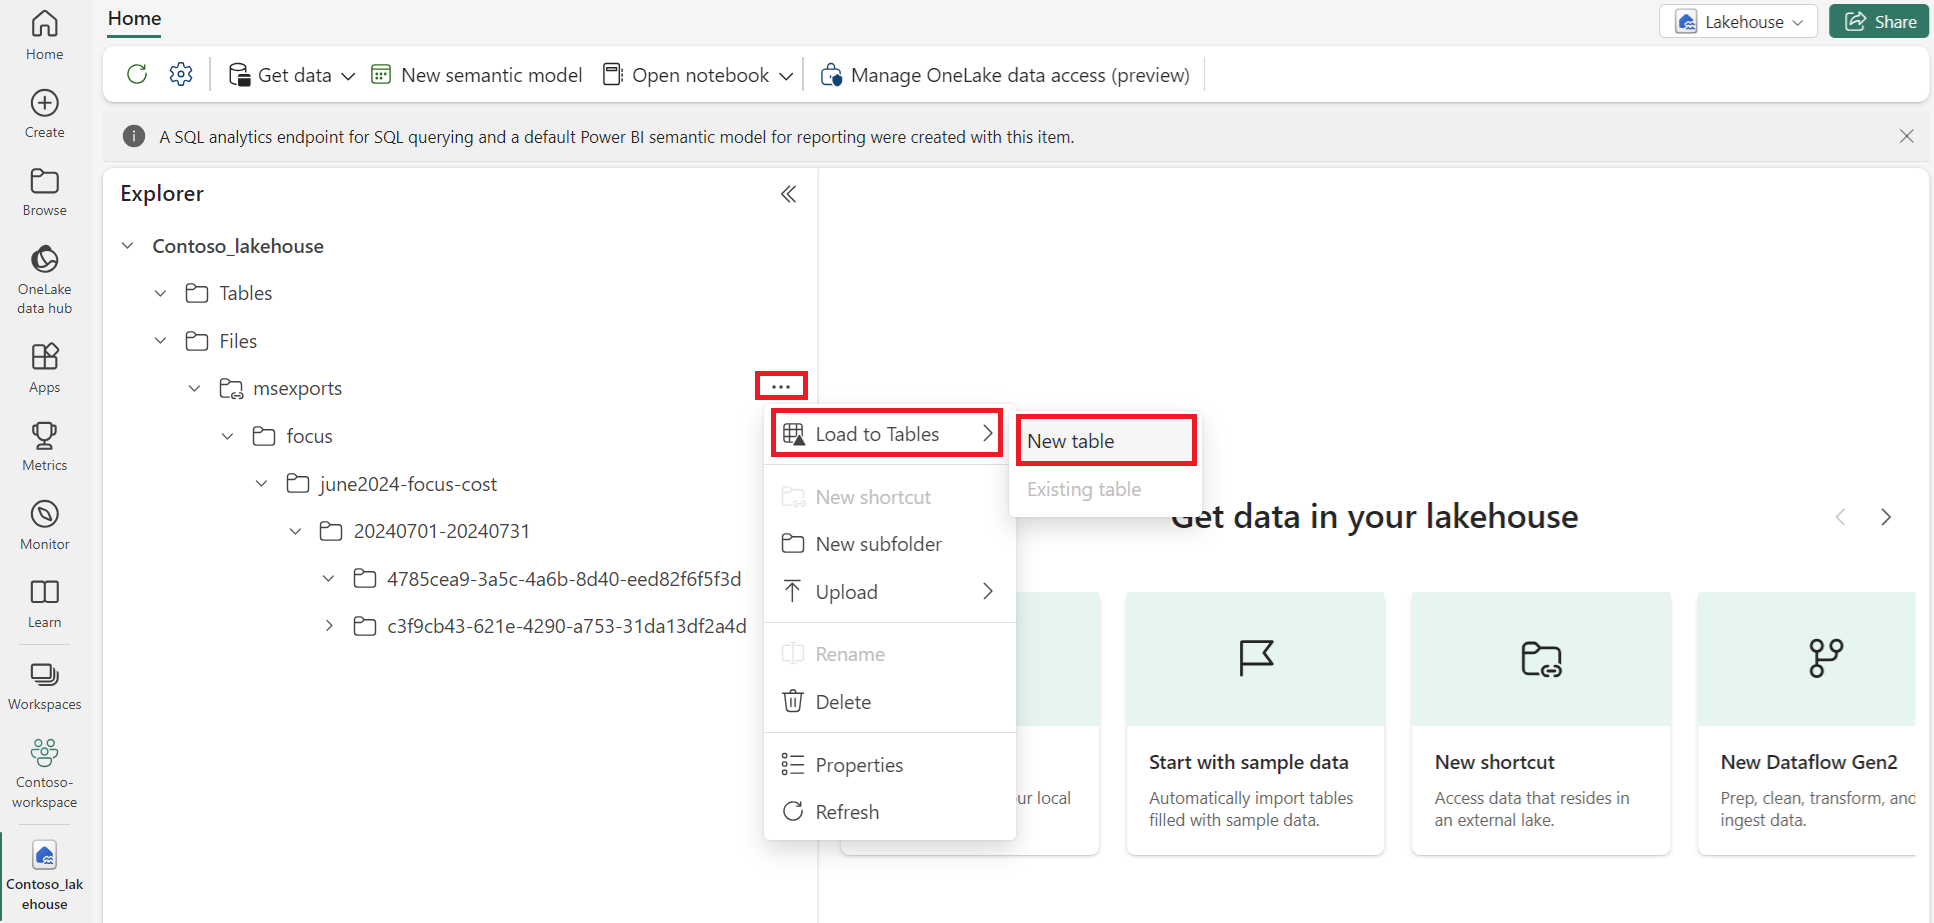 Home
Create
Browse
OneLake
data hub
Apps
Metrics
Monitor
Learn
Workspaces
Contoso-
workspace
Contoso_lak
ehouse
Home
Lakehouse
Share
Get data
New semantic model
Open notebook
Manage OneLake data access (preview)
A SQL analytics endpoint for SQL querying and a default Power BI semantic model for reporting were created with this item.
Explorer
Contoso_lakehouse
Tables
Files
msexports
focus
june2024-focus-cost
20240701-20240731
4785cea9-3a5c-4a6b-8d40-eed82f6f5f3d
c3f9cb43-621e-4290-a753-31da13df2a4d
Load to Tables
New shortcut
New subfolder
Upload
Rename
Delete
Properties
Refresh
New table
Existing table
Get data in your lakehouse
ur local
Start with sample data
Automatically import tables
filled with sample data.
New shortcut
Access data that resides in
an external lake.
New Dataflow Gen2
Prep, clean, transform, and
ingest data.